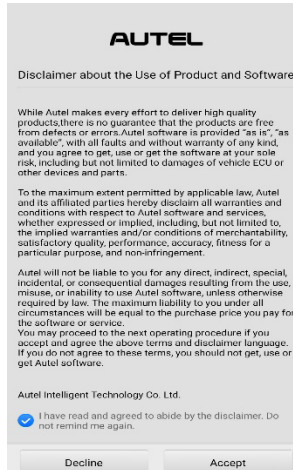 AUTEL
Disclaimer about the Use of Product and Software
While Autel makes every effort to deliver high quality
products,there is no guarantee that the products are free
from defects or errors.Autel software is provided "as is", "as
available", with all faults and without warranty of any kind,
and you agree to get, use or get the software at your sole
risk, including but not limited to damages of vehicle ECU or
other devices and parts.
To the maximum extent permitted by applicable law, Autel
and its affiliated parties hereby disclaim all warranties and
conditions with respect to Autel software and services,
whether expressed or implied, including, but not limited to,
the implied warranties and/or conditions of merchantability,
satisfactory quality, performance, accuracy, fitness for a
particular purpose, and non-infringement.
Autel will not be liable to you for any direct, indirect, special,
incidental, or consequential damages resulting from the use,
misuse, or inability to use Autel software, unless otherwise
required by law. The maximum liability to you under all
circumstances will be equal to the purchase price you pay for
the software or service.
You may proceed to the next operating procedure if you
accept and agree the above terms and disclaimer language.
If you do not agree to these terms, you should not get, use or
get Autel software.
Autel Intelligent Technology Co. Ltd.
I have read and agreed to abide by the disclaimer. Do
not remind me again.
Decline
Accept